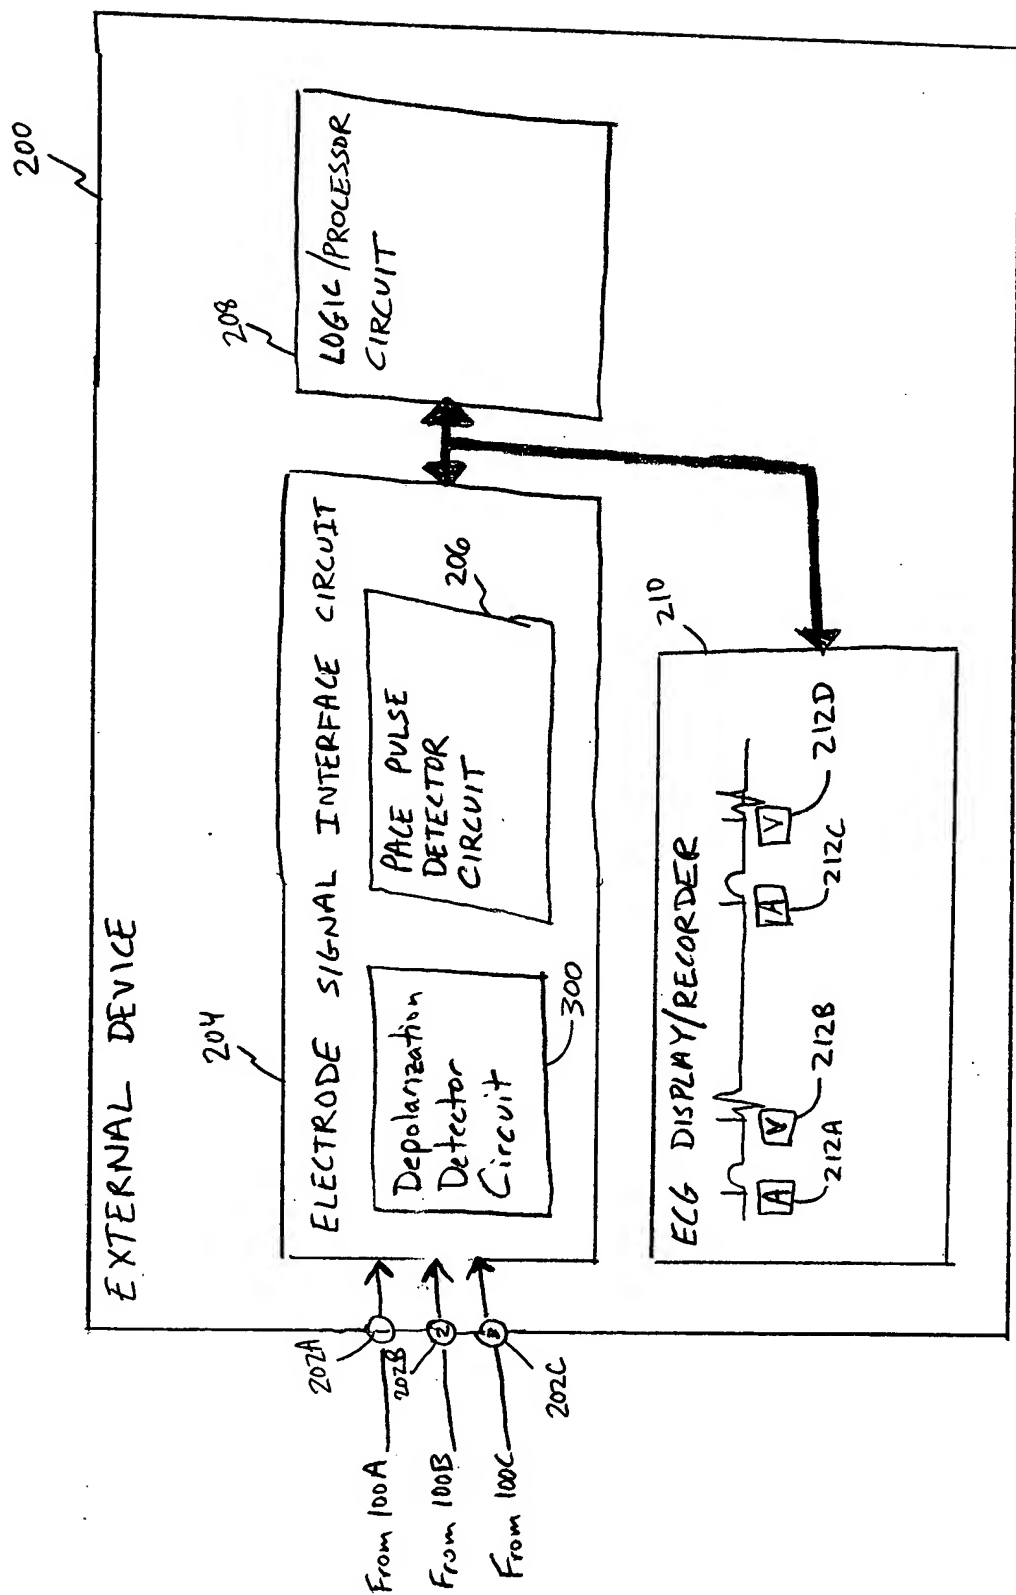 200
EXTERNAL DEVICE
204
208
ELECTRODE SIGNAL INTERFACE CIRCUIT
LOGIC/PROCESSOR
CIRCUIT
Depolarization
Detector
Circuit
300
PACE PULSE
DETECTOR
CIRCUIT
206
202A
1
202B
2
3
202C
From 100A
From 100B
From 100C
210
ECG DISPLAY/RECORDER
A
V
A
V
212A
212B
212C
212D